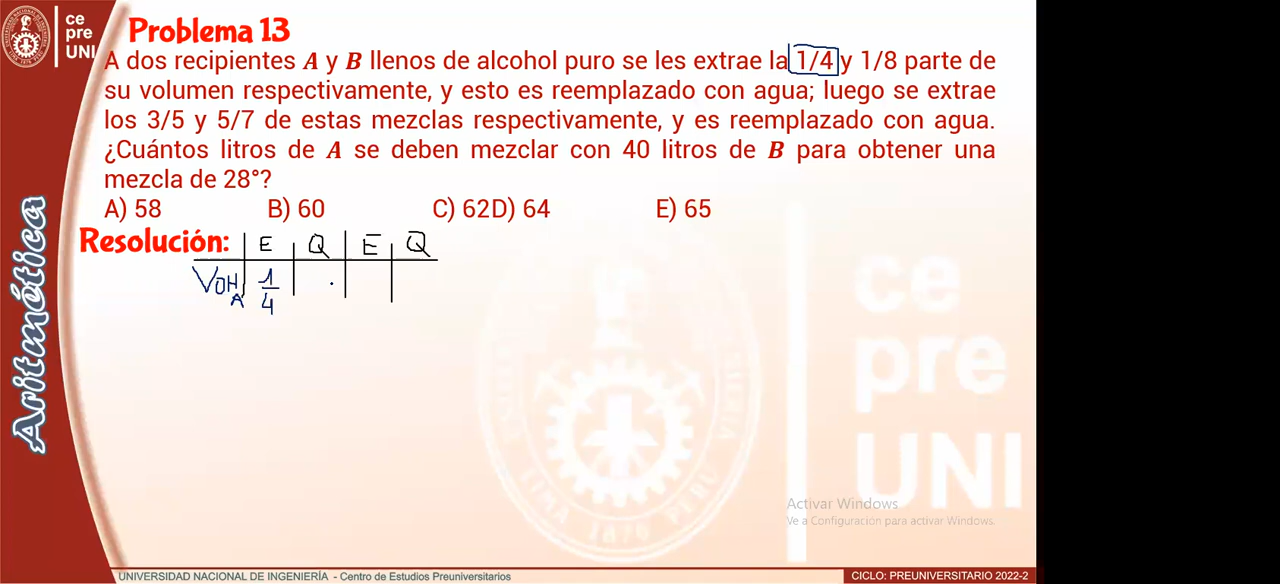 ce
pre
UNI
Problema 13
A dos recipientes A y B llenos de alcohol puro se les extrae la 1/4 y 1/8 parte de
su volumen respectivamente, y esto es reemplazado con agua; luego se extrae
los 3/5 y 5/7 de estas mezclas respectivamente, y es reemplazado con agua.
¿Cuántos litros de A se deben mezclar con 40 litros de B para obtener una
mezcla de 28°?
A) 58 B) 60 C) 62D) 64 E) 65
Resolución:
E Q E Q
VOHA 1/4
Aritmética
ce
pre
UNI
Activar Windows
Ve a Configuración para activar Windows.
UNIVERSIDAD NACIONAL DE INGENIERÍA - Centro de Estudios Preuniversitarios
CICLO: PREUNIVERSITARIO 2022-2